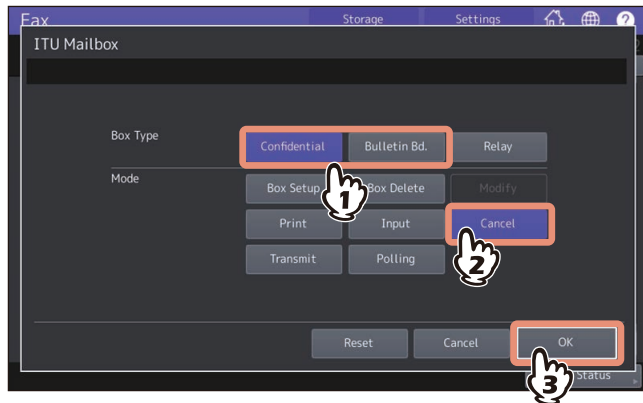 Fax Storage Settings ?
ITU Mailbox
Box Type Confidential Bulletin Bd. Relay
Mode Box Setup Box Delete Modify
1
Print Input Cancel
Transmit Polling 2
Reset Cancel OK
3 Status